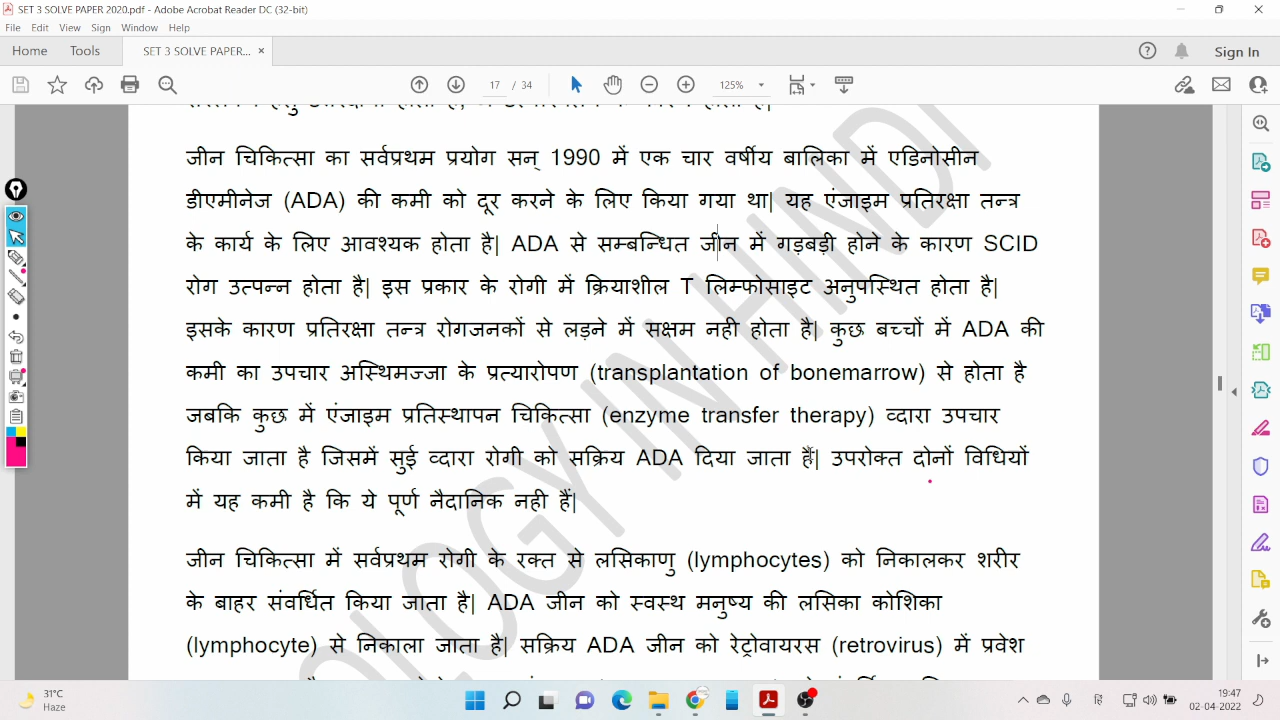 SET 3 SOLVE PAPER 2020.pdf - Adobe Acrobat Reader DC (32-bit)
File Edit View Sign Window Help
Home Tools SET 3 SOLVE PAPER... × Sign In
17 / 34 125%
जीन चिकित्सा का सर्वप्रथम प्रयोग सन् 1990 में एक चार वर्षीय बालिका में एडिनोसीन
डीएमीनेज (ADA) की कमी को दूर करने के लिए किया गया था| यह एंजाइम प्रतिरक्षा तन्त्र
के कार्य के लिए आवश्यक होता है| ADA से सम्बन्धित जीन में गड़बड़ी होने के कारण SCID
रोग उत्पन्न होता है| इस प्रकार के रोगी में क्रियाशील T लिम्फोसाइट अनुपस्थित होता है|
इसके कारण प्रतिरक्षा तन्त्र रोगजनकों से लड़ने में सक्षम नही होता है| कुछ बच्चों में ADA की
कमी का उपचार अस्थिमज्जा के प्रत्यारोपण (transplantation of bonemarrow) से होता है
जबकि कुछ में एंजाइम प्रतिस्थापन चिकित्सा (enzyme transfer therapy) व्दारा उपचार
किया जाता है जिसमें सुई व्दारा रोगी को सक्रिय ADA दिया जाता है| उपरोक्त दोनों विधियों
में यह कमी है कि ये पूर्ण नैदानिक नही हैं|
जीन चिकित्सा में सर्वप्रथम रोगी के रक्त से लसिकाणु (lymphocytes) को निकालकर शरीर
के बाहर संवर्धित किया जाता है| ADA जीन को स्वस्थ मनुष्य की लसिका कोशिका
(lymphocyte) से निकाला जाता है| सक्रिय ADA जीन को रेट्रोवायरस (retrovirus) में प्रवेश
OLOGY IN HINDI
31°C
Haze
19:47
02-04-2022